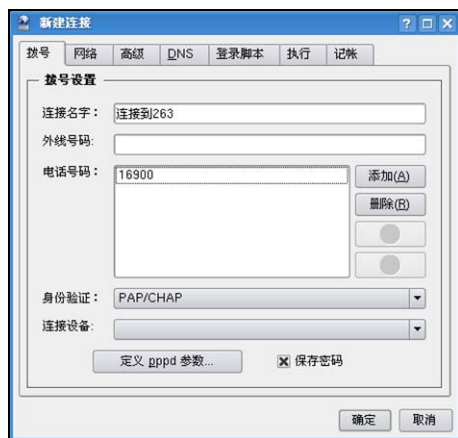 新建连接
拨号 网络 高级 DNS 登录脚本 执行 记帐
拨号设置
连接名字： 连接到263
外线号码:
电话号码： 16900
添加(A)
删除(R)
身份验证： PAP/CHAP
连接设备:
定义 pppd 参数... 保存密码
确定 取消